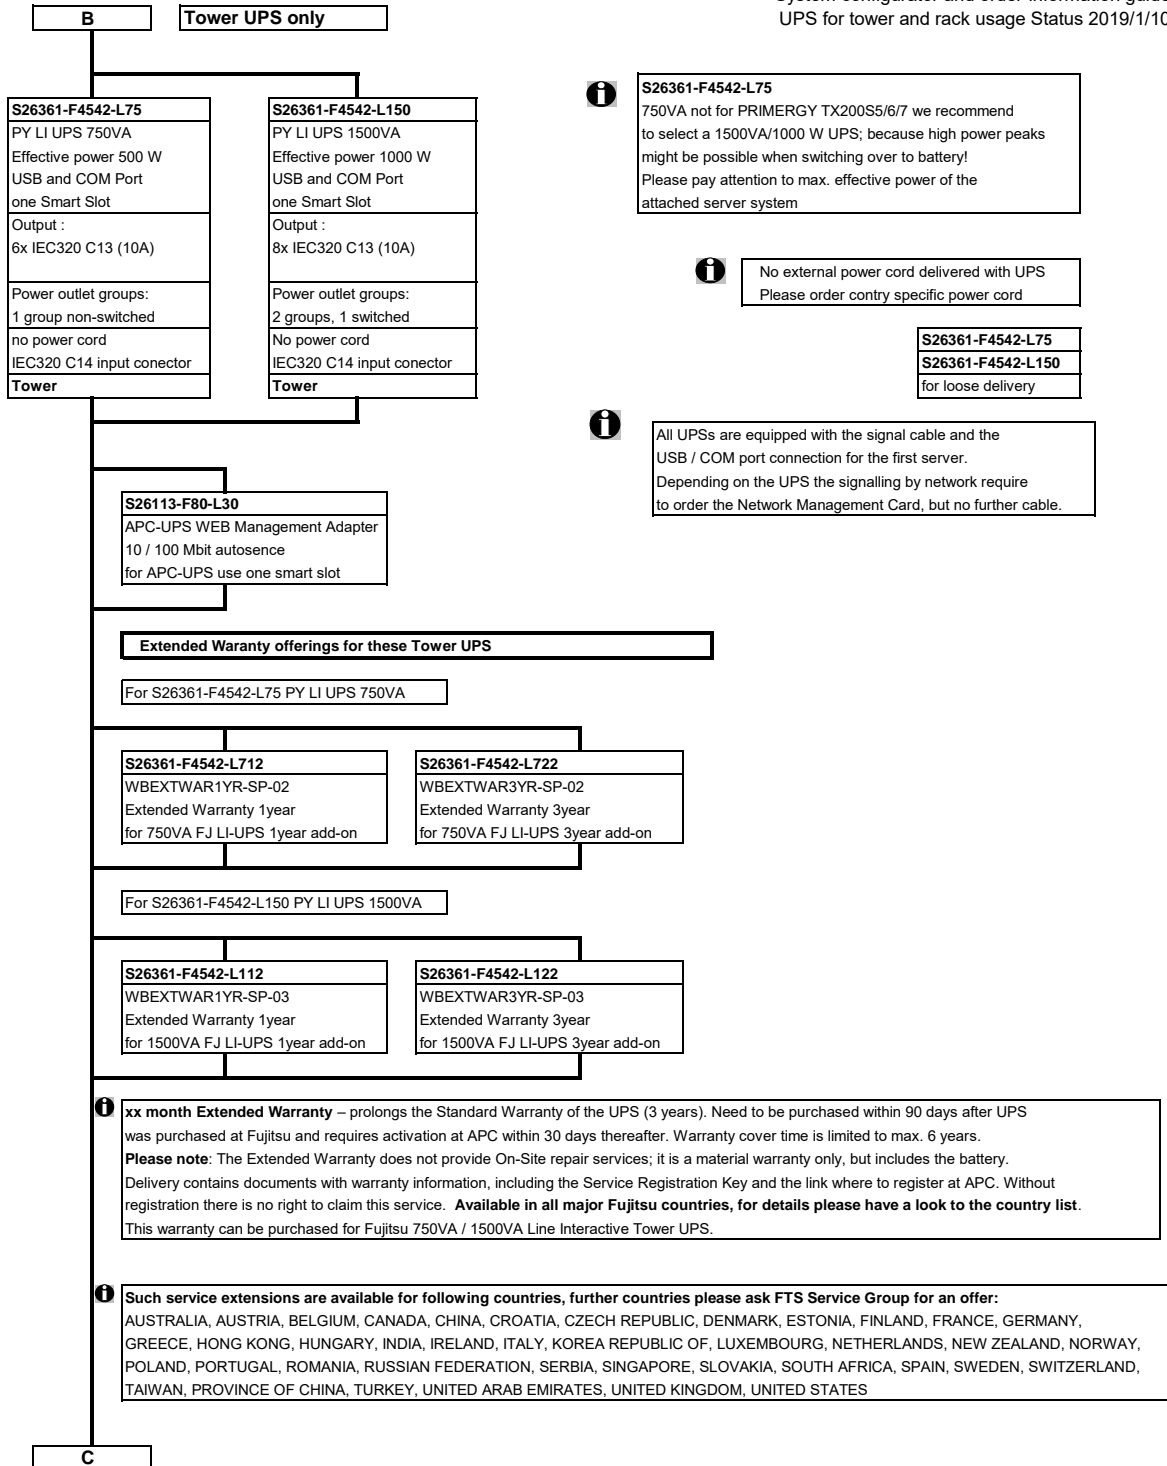 System configurator and order information guide
UPS for tower and rack usage Status 2019/1/10
B
Tower UPS only
S26361-F4542-L75
PY LI UPS 750VA
Effective power 500 W
USB and COM Port
one Smart Slot
Output :
6x IEC320 C13 (10A)
Power outlet groups:
1 group non-switched
no power cord
IEC320 C14 input conector
Tower
S26361-F4542-L150
PY LI UPS 1500VA
Effective power 1000 W
USB and COM Port
one Smart Slot
Output :
8x IEC320 C13 (10A)
Power outlet groups:
2 groups, 1 switched
No power cord
IEC320 C14 input conector
Tower
S26361-F4542-L75
750VA not for PRIMERGY TX200S5/6/7 we recommend
to select a 1500VA/1000 W UPS; because high power peaks
might be possible when switching over to battery!
Please pay attention to max. effective power of the
attached server system
No external power cord delivered with UPS
Please order contry specific power cord
S26361-F4542-L75
S26361-F4542-L150
for loose delivery
All UPSs are equipped with the signal cable and the
USB / COM port connection for the first server.
Depending on the UPS the signalling by network require
to order the Network Management Card, but no further cable.
S26113-F80-L30
APC-UPS WEB Management Adapter
10 / 100 Mbit autosence
for APC-UPS use one smart slot
Extended Waranty offerings for these Tower UPS
For S26361-F4542-L75 PY LI UPS 750VA
S26361-F4542-L712
WBEXTWAR1YR-SP-02
Extended Warranty 1year
for 750VA FJ LI-UPS 1year add-on
S26361-F4542-L722
WBEXTWAR3YR-SP-02
Extended Warranty 3year
for 750VA FJ LI-UPS 3year add-on
For S26361-F4542-L150 PY LI UPS 1500VA
S26361-F4542-L112
WBEXTWAR1YR-SP-03
Extended Warranty 1year
for 1500VA FJ LI-UPS 1year add-on
S26361-F4542-L122
WBEXTWAR3YR-SP-03
Extended Warranty 3year
for 1500VA FJ LI-UPS 3year add-on
xx month Extended Warranty – prolongs the Standard Warranty of the UPS (3 years). Need to be purchased within 90 days after UPS
was purchased at Fujitsu and requires activation at APC within 30 days thereafter. Warranty cover time is limited to max. 6 years.
Please note: The Extended Warranty does not provide On-Site repair services; it is a material warranty only, but includes the battery.
Delivery contains documents with warranty information, including the Service Registration Key and the link where to register at APC. Without
registration there is no right to claim this service. Available in all major Fujitsu countries, for details please have a look to the country list.
This warranty can be purchased for Fujitsu 750VA / 1500VA Line Interactive Tower UPS.
Such service extensions are available for following countries, further countries please ask FTS Service Group for an offer:
AUSTRALIA, AUSTRIA, BELGIUM, CANADA, CHINA, CROATIA, CZECH REPUBLIC, DENMARK, ESTONIA, FINLAND, FRANCE, GERMANY,
GREECE, HONG KONG, HUNGARY, INDIA, IRELAND, ITALY, KOREA REPUBLIC OF, LUXEMBOURG, NETHERLANDS, NEW ZEALAND, NORWAY,
POLAND, PORTUGAL, ROMANIA, RUSSIAN FEDERATION, SERBIA, SINGAPORE, SLOVAKIA, SOUTH AFRICA, SPAIN, SWEDEN, SWITZERLAND,
TAIWAN, PROVINCE OF CHINA, TURKEY, UNITED ARAB EMIRATES, UNITED KINGDOM, UNITED STATES
C